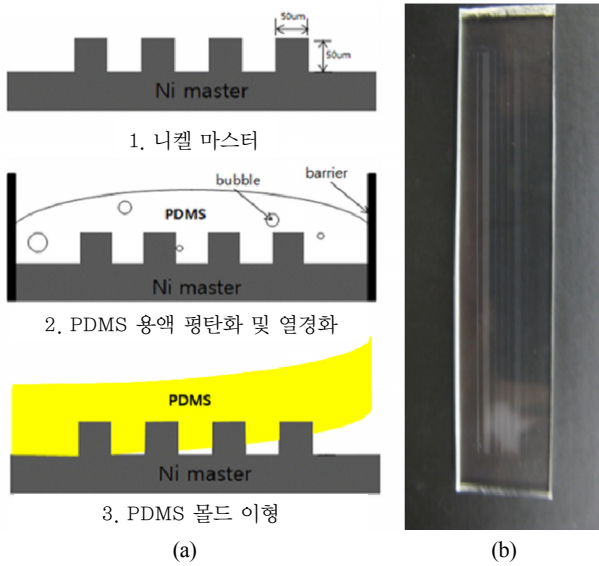 50um
50um
Ni master
1. 니켈 마스터
bubble
barrier
PDMS
Ni master
2. PDMS 용액 평탄화 및 열경화
PDMS
Ni master
3. PDMS 몰드 이형
(a)
(b)